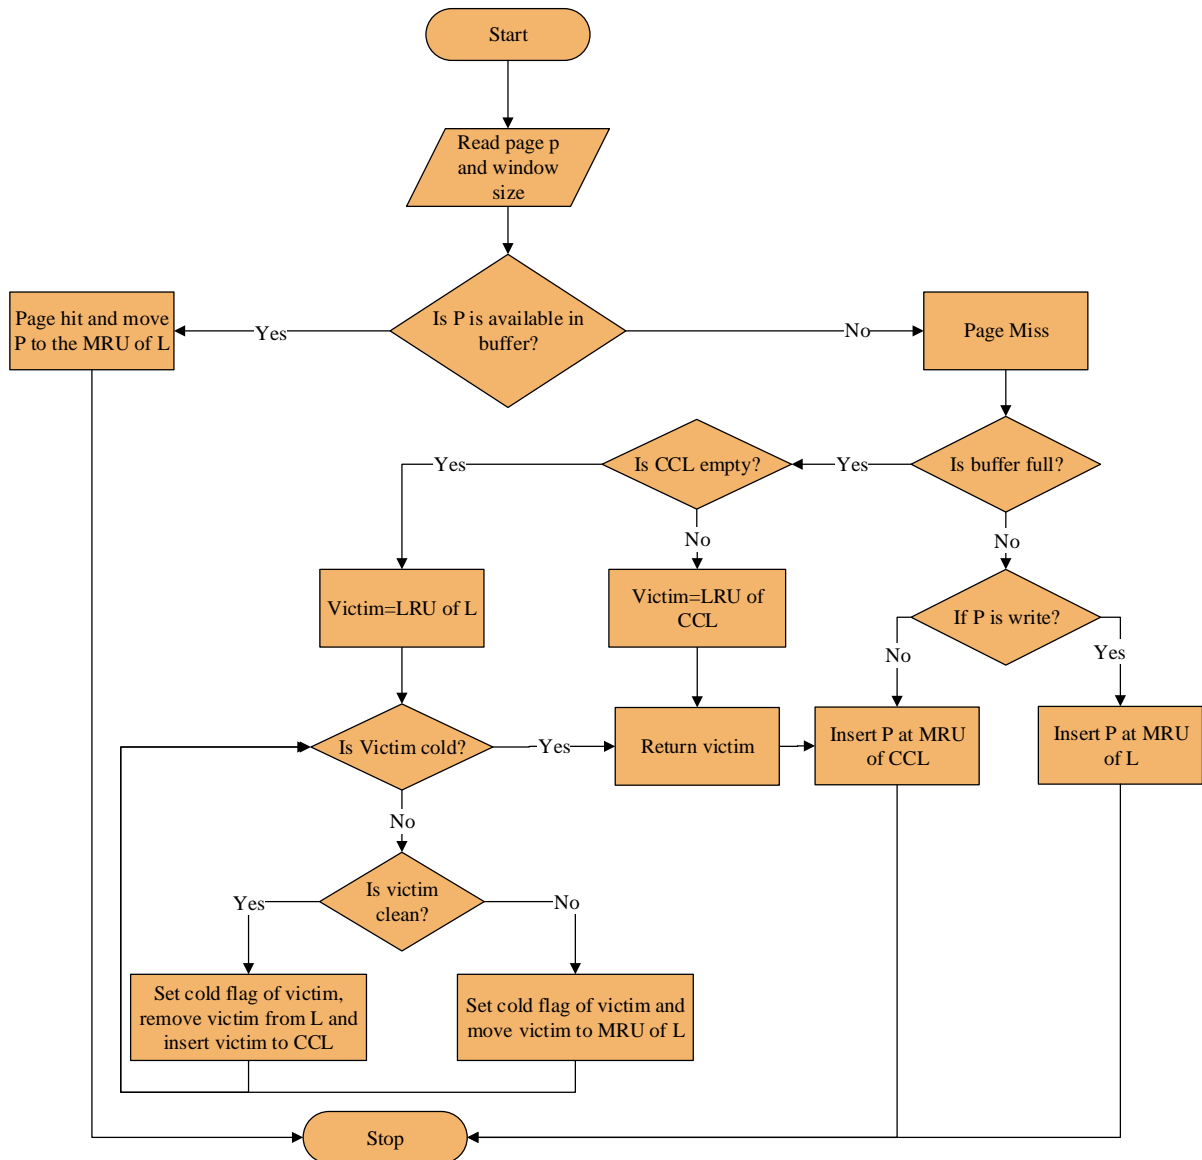 Start
Read page p
and window
size
Is P is available in
buffer?
Yes
No
Page hit and move
P to the MRU of L
Page Miss
Is buffer full?
Yes
Is CCL empty?
Yes
No
No
Victim=LRU of L
Victim=LRU of
CCL
If P is write?
No
Yes
Is Victim cold?
Yes
Return victim
Insert P at MRU
of CCL
Insert P at MRU
of L
No
Is victim
clean?
Yes
No
Set cold flag of victim,
remove victim from L and
insert victim to CCL
Set cold flag of victim and
move victim to MRU of L
Stop